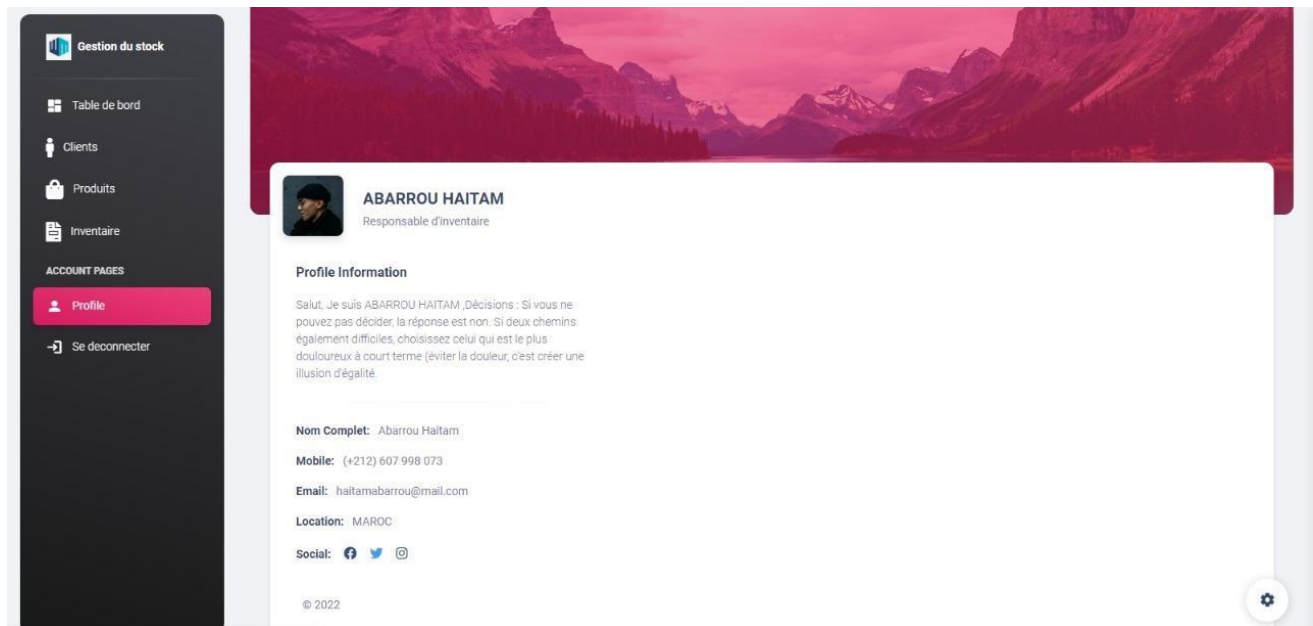 Gestion du stock
Table de bord
Clients
Produits
Inventaire
ACCOUNT PAGES
Profile
Se deconnecter
ABARROU HAITAM
Responsable d'inventaire
Profile Information
Salut, Je suis ABARROU HAITAM ,Décisions : Si vous ne
pouvez pas décider, la réponse est non. Si deux chemins
également difficiles, choisissez celui qui est le plus
douloureux à court terme (éviter la douleur, c'est créer une
illusion d'égalité.
Nom Complet: Abarrou Haitam
Mobile: (+212) 607 998 073
Email: haitamabarrou@mail.com
Location: MAROC
Social:
© 2022